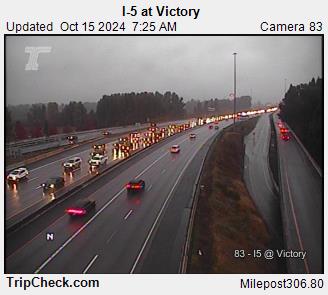 I-5 at Victory
Updated Oct 15 2024 7:25 AM Camera 83
T
N
83 - I5 @ Victory
TripCheck.com Milepost306.80